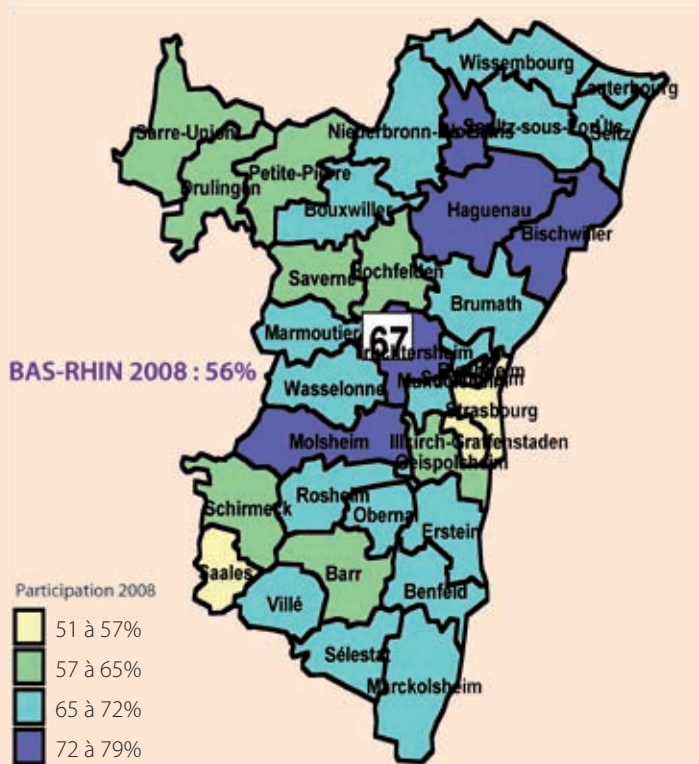 Wissembourg
Lauterbourg
Seltz
Sarre-Union
Petite-Pierre
Drulingen
Bouxwiller
Haguenau
Bischwiller
Saverne
Hochfelden
Brumath
Marmoutier
67
Truchtersheim
BAS-RHIN 2008 : 56%
Wasselonne
Strasbourg
Molsheim
Illkirch-Graffenstaden
Geispolsheim
Rosheim
Schirmeck
Obernai
Erstein
Saales
Barr
Benfeld
Villé
Sélestat
Marckolsheim
Participation 2008
51 à 57%
57 à 65%
65 à 72%
72 à 79%